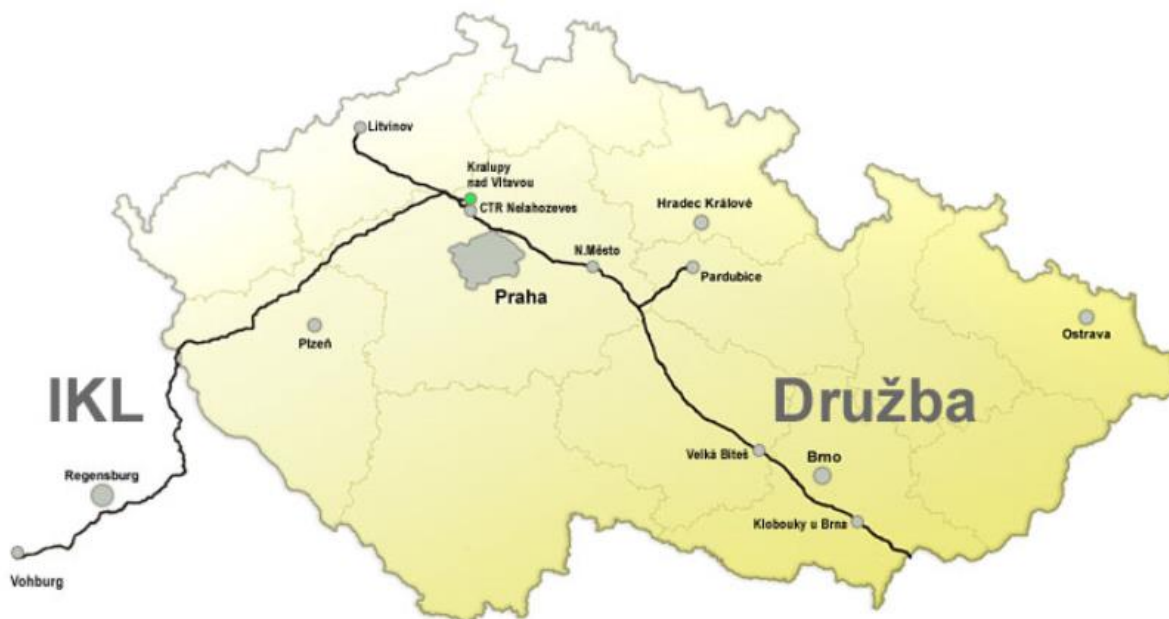 Litvinov
Kralupy
nad Vltavou
CTR Nelahozeves
Hradec Králové
N.Město
Pardubice
Praha
Ostrava
Plzeň
IKL
Družba
Velká Bíteš
Brno
Regensburg
Klobouky u Brna
Vohburg